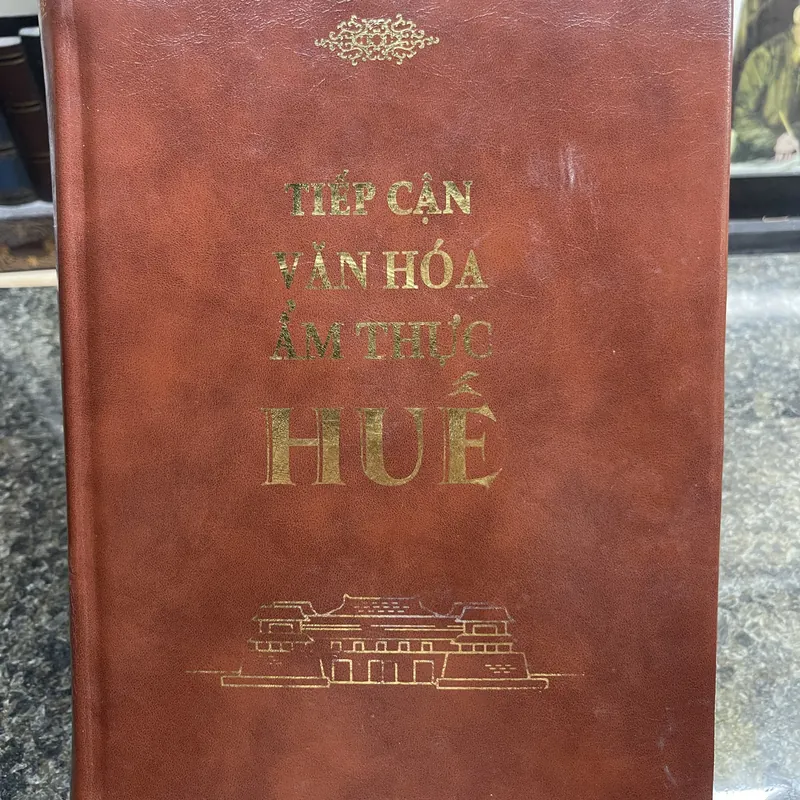 TIẾP CẬN
VĂN HÓA
ẨM THỰC
HUẾ